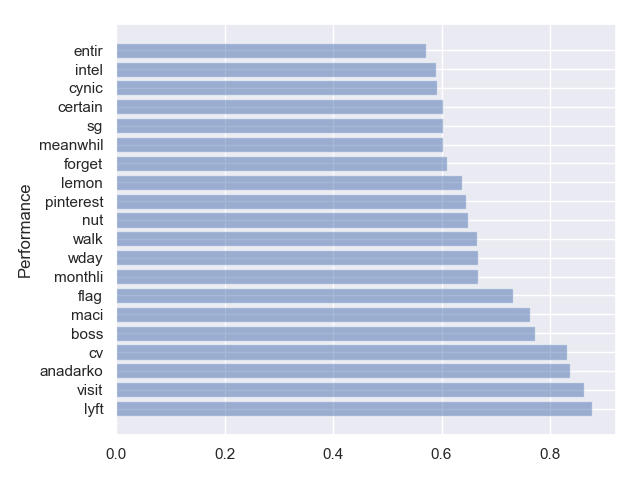 entir
intel
cynic
certain
sg
meanwhil
forget
lemon
pinterest
nut
walk
wday
monthli
flag
maci
boss
cv
anadarko
visit
lyft
Performance
0.0 0.2 0.4 0.6 0.8